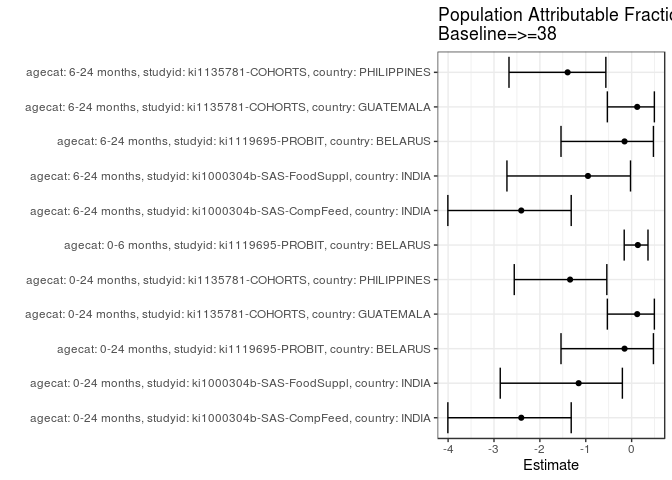 Population Attributable Fractic
Baseline=>=38
agecat: 6-24 months, studyid: ki1135781-COHORTS, country: PHILIPPINES
agecat: 6-24 months, studyid: ki1135781-COHORTS, country: GUATEMALA
agecat: 6-24 months, studyid: ki1119695-PROBIT, country: BELARUS
agecat: 6-24 months, studyid: ki1000304b-SAS-FoodSuppl, country: INDIA
agecat: 6-24 months, studyid: ki1000304b-SAS-CompFeed, country: INDIA
agecat: 0-6 months, studyid: ki1119695-PROBIT, country: BELARUS
agecat: 0-24 months, studyid: ki1135781-COHORTS, country: PHILIPPINES
agecat: 0-24 months, studyid: ki1135781-COHORTS, country: GUATEMALA
agecat: 0-24 months, studyid: ki1119695-PROBIT, country: BELARUS
agecat: 0-24 months, studyid: ki1000304b-SAS-FoodSuppl, country: INDIA
agecat: 0-24 months, studyid: ki1000304b-SAS-CompFeed, country: INDIA
-4 -3 -2 -1 0
Estimate